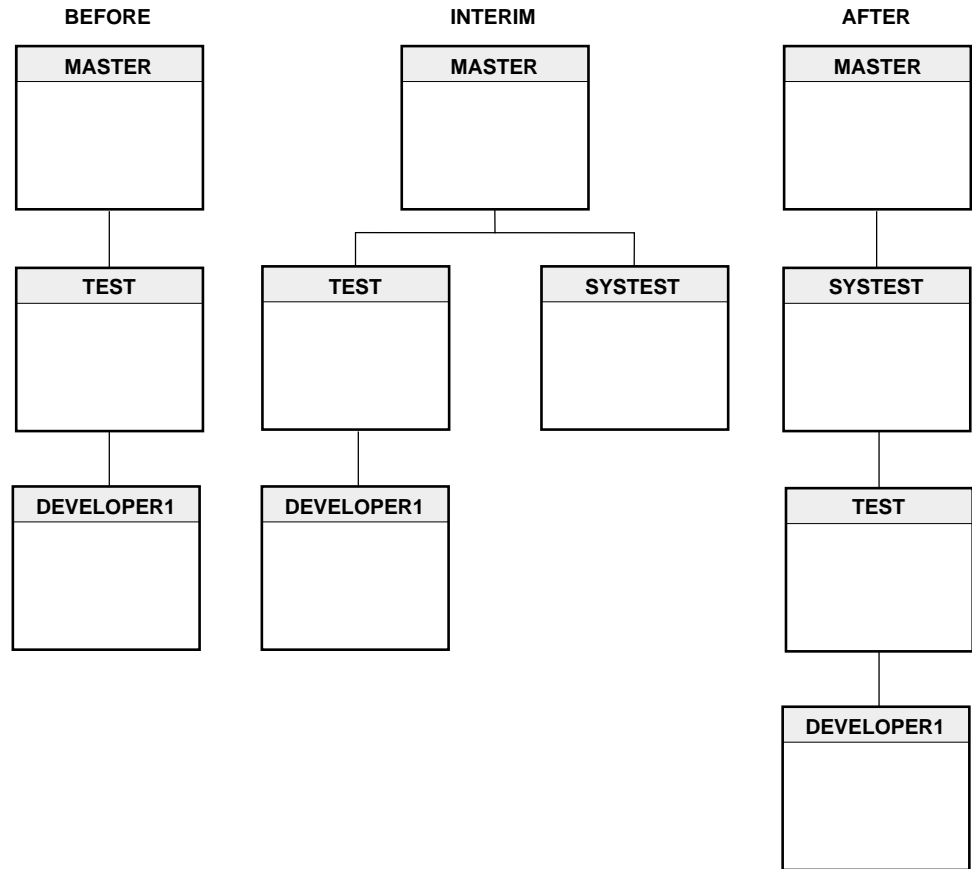 BEFORE
INTERIM
AFTER
MASTER
MASTER
MASTER
TEST
TEST
SYSTEST
SYSTEST
DEVELOPER1
DEVELOPER1
TEST
DEVELOPER1